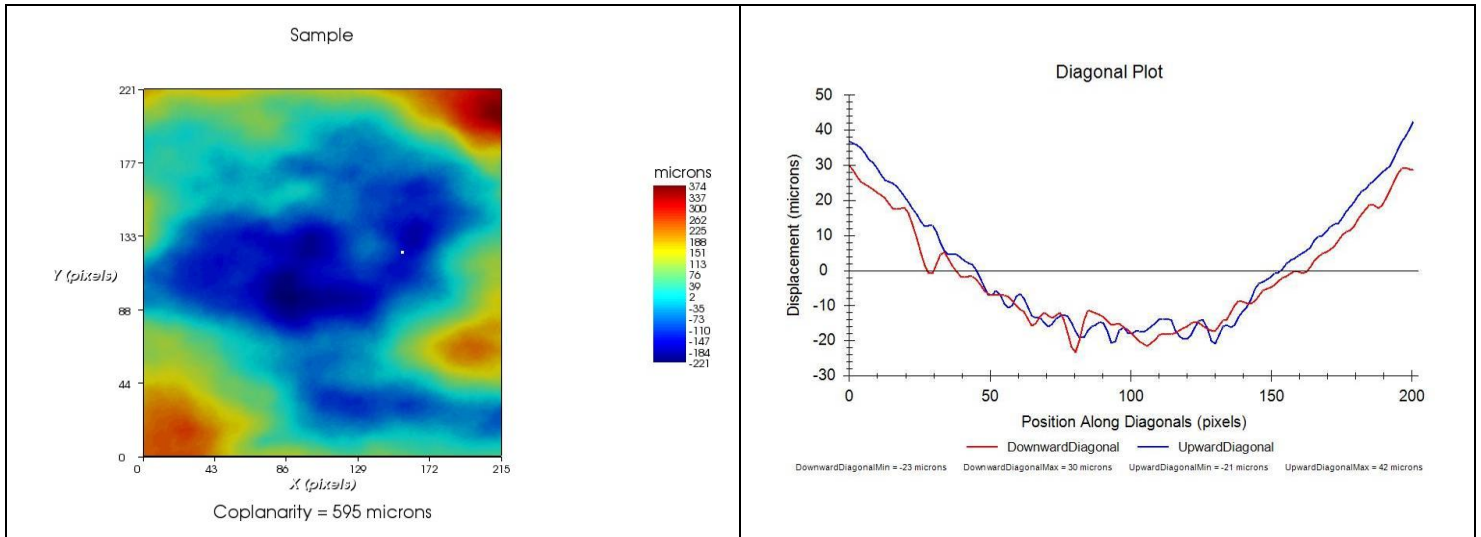 Sample
221
177
133
88
44
0
Y (pixels)
0 43 86 129 172 215
X (pixels)
Coplanarity = 595 microns
microns
374
337
300
262
225
188
151
113
76
39
2
-35
-73
-110
-147
-184
-221
Diagonal Plot
50
40
30
20
10
0
-10
-20
-30
Displacement (microns)
0 50 100 150 200
Position Along Diagonals (pixels)
DownwardDiagonal UpwardDiagonal
DownwardDiagonalMin = -23 microns DownwardDiagonalMax = 30 microns UpwardDiagonalMin = -21 microns UpwardDiagonalMax = 42 microns